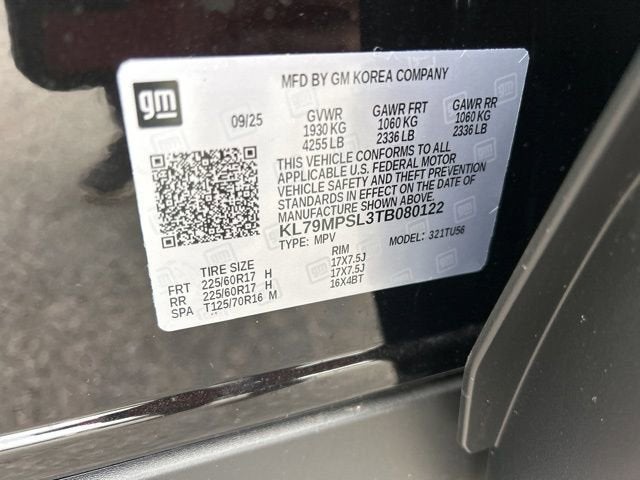 gm
MFD BY GM KOREA COMPANY
09/25
GVWR GAWR FRT GAWR RR
1930 KG 1060 KG 1060 KG
4255 LB 2336 LB 2336 LB
THIS VEHICLE CONFORMS TO ALL
APPLICABLE U.S. FEDERAL MOTOR
VEHICLE SAFETY AND THEFT PREVENTION
STANDARDS IN EFFECT ON THE DATE OF
MANUFACTURE SHOWN ABOVE.
KL79MPSL3TB080122
TYPE: MPV MODEL: 321TU56
TIRE SIZE RIM
FRT 225/60R17 H 17X7.5J
RR 225/60R17 H 17X7.5J
SPA T125/70R16 M 16X4BT